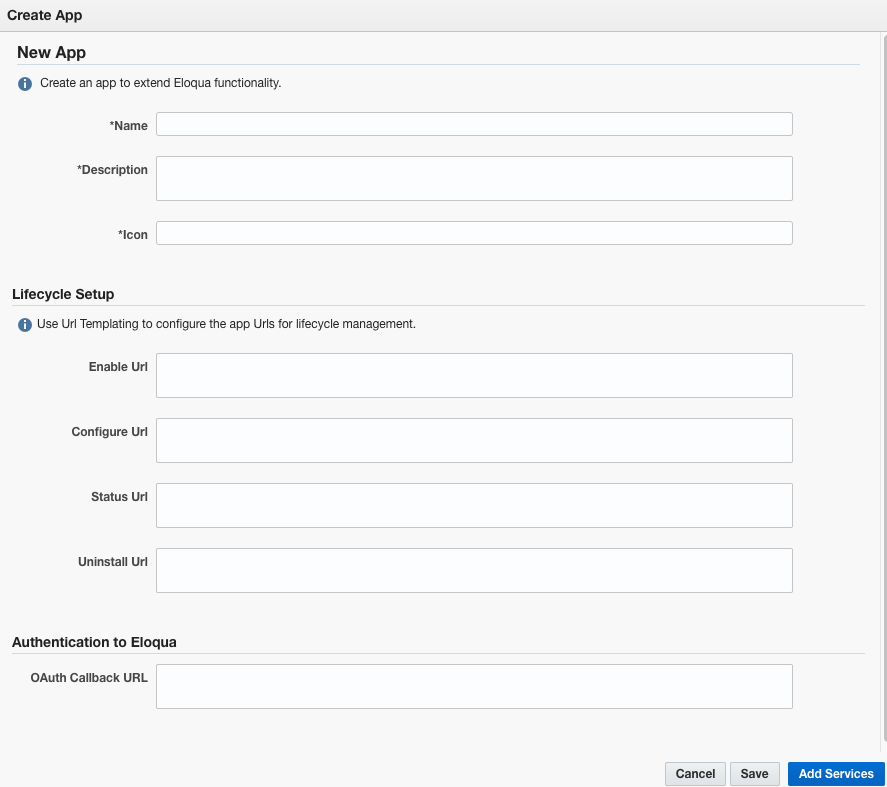 Create App
New App
Create an app to extend Eloqua functionality.
*Name
*Description
*Icon
Lifecycle Setup
Use Url Templating to configure the app Urls for lifecycle management.
Enable Url
Configure Url
Status Url
Uninstall Url
Authentication to Eloqua
OAuth Callback URL
Cancel Save Add Services